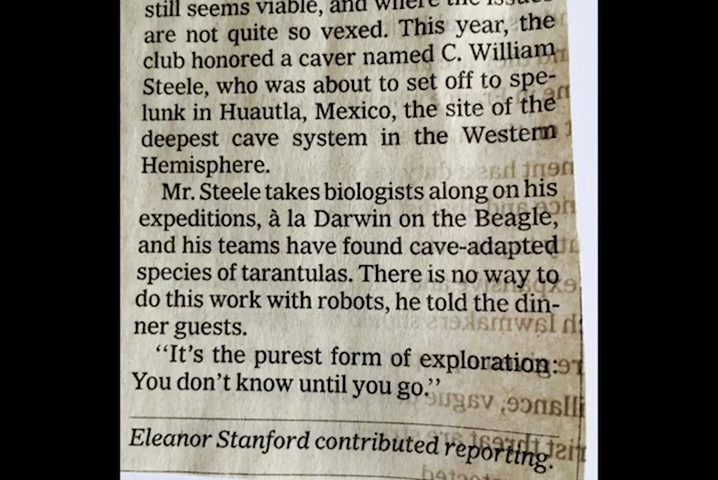 still seems viable, and where the issues
are not quite so vexed. This year, the
club honored a caver named C. William
Steele, who was about to set off to spe-
lunk in Huautla, Mexico, the site of the
deepest cave system in the Western
Hemisphere.
Mr. Steele takes biologists along on his
expeditions, à la Darwin on the Beagle,
and his teams have found cave-adapted
species of tarantulas. There is no way to
do this work with robots, he told the din-
ner guests.
“It’s the purest form of exploration:
You don’t know until you go.”
Eleanor Stanford contributed reporting.